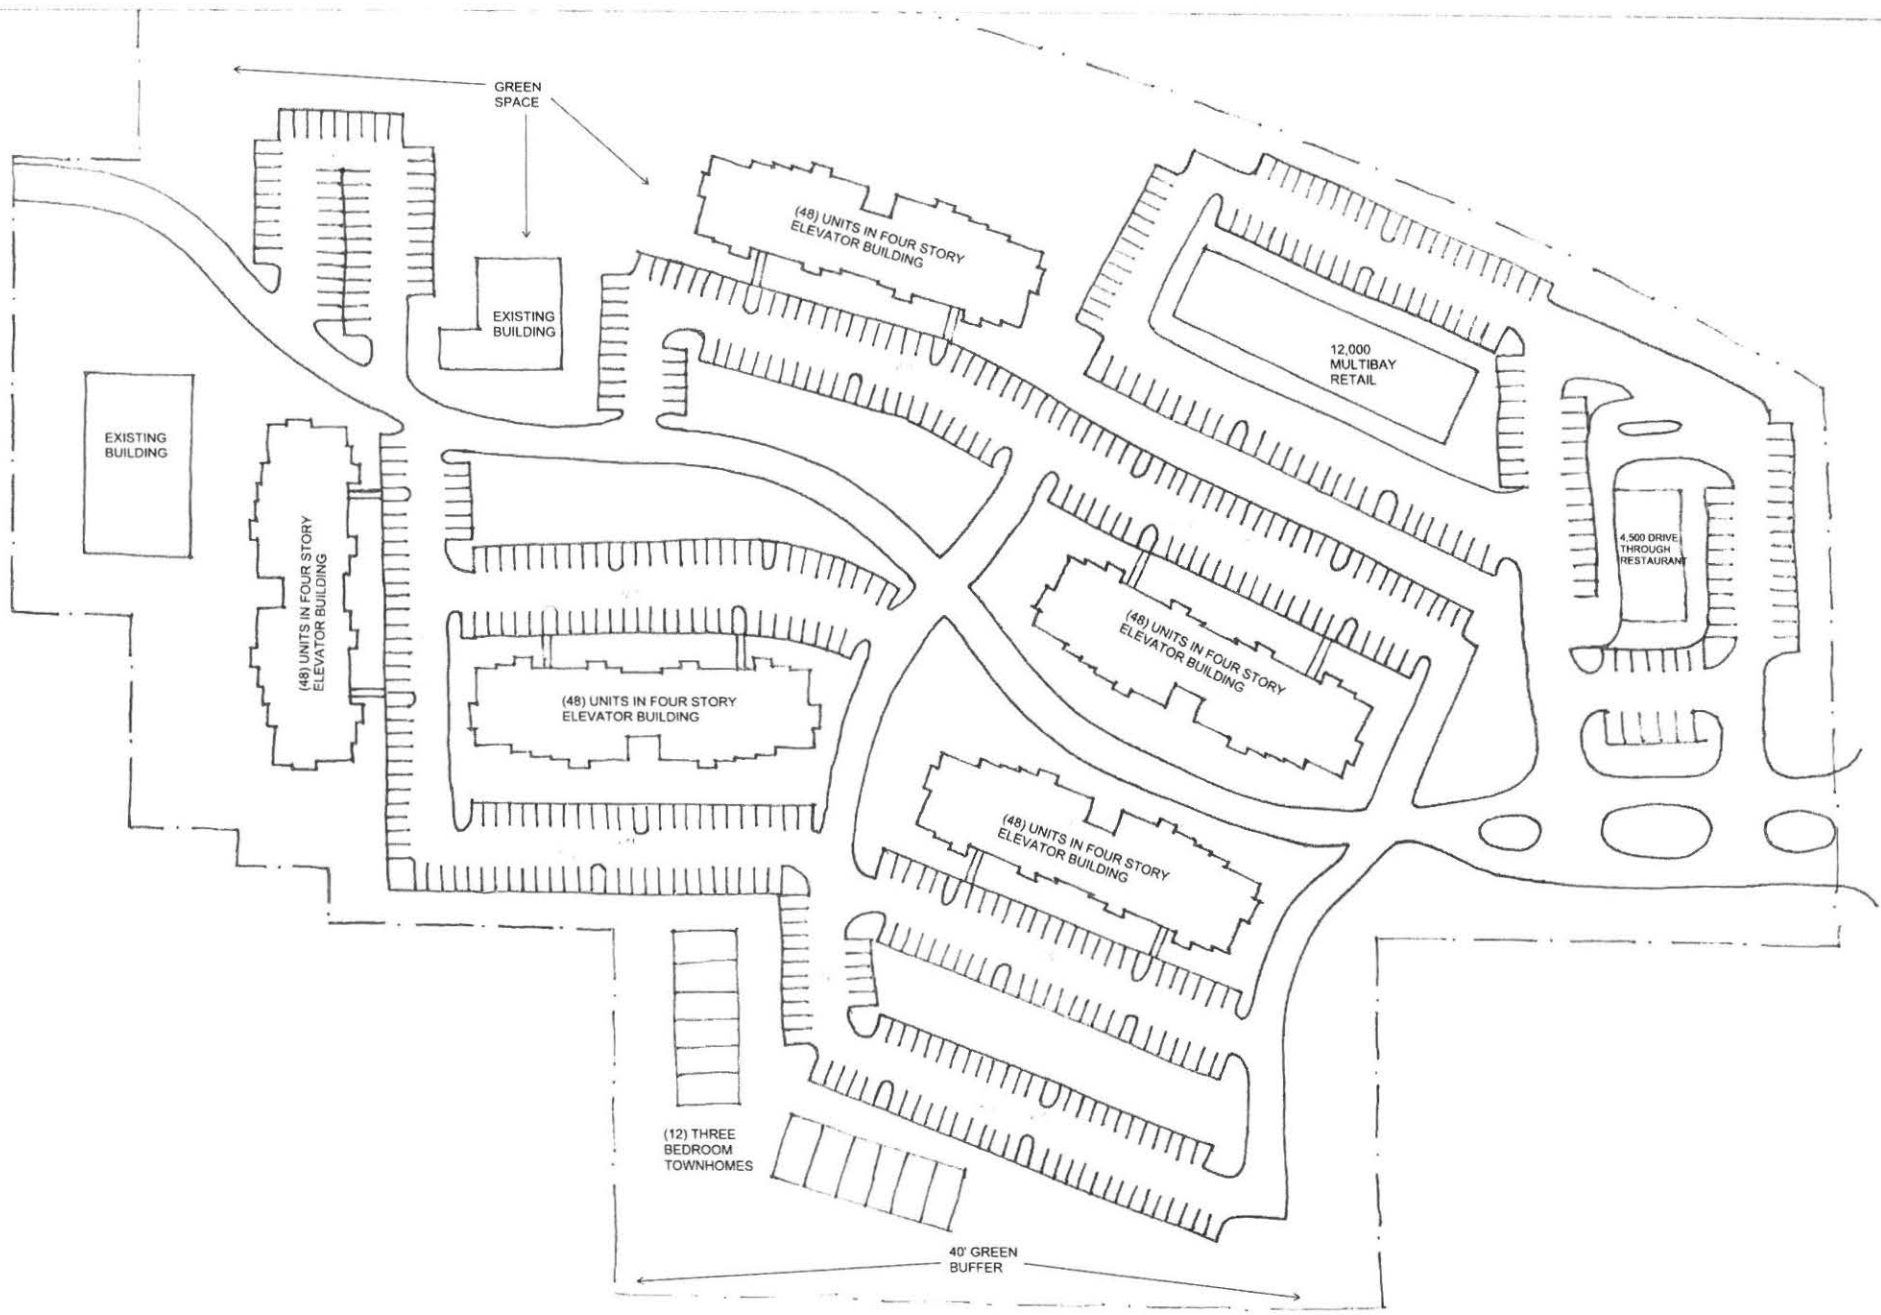 GREEN
SPACE
(48) UNITS IN FOUR STORY
ELEVATOR BUILDING
EXISTING
BUILDING
12,000
MULTIBAY
RETAIL
EXISTING
BUILDING
4,500 DRIVE
THROUGH
RESTAURANT
(48) UNITS IN FOUR STORY
ELEVATOR BUILDING
(48) UNITS IN FOUR STORY
ELEVATOR BUILDING
(48) UNITS IN FOUR STORY
ELEVATOR BUILDING
(48) UNITS IN FOUR STORY
ELEVATOR BUILDING
(12) THREE
BEDROOM
TOWNHOMES
40' GREEN
BUFFER